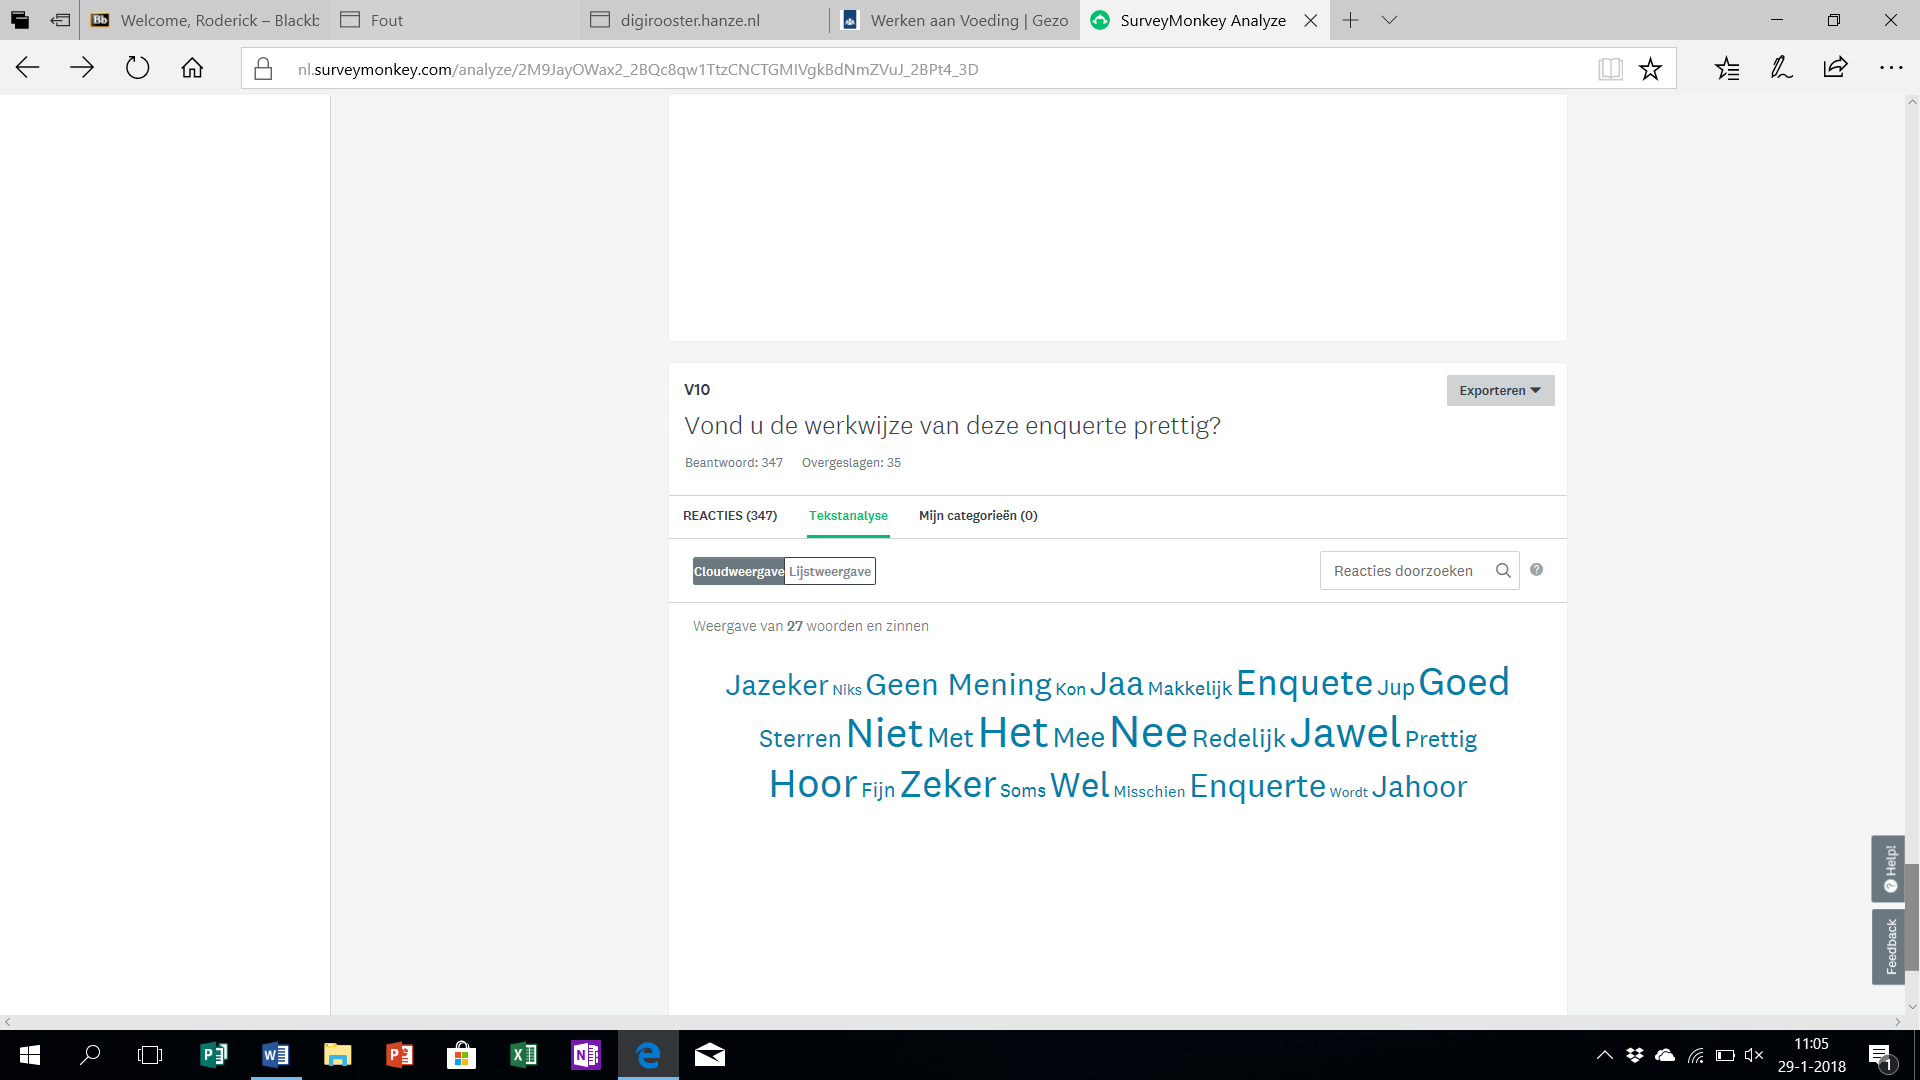 Welcome, Roderick – Blackb
Fout
digirooster.hanze.nl
Werken aan Voeding | Gezo
SurveyMonkey Analyze
nl.surveymonkey.com/analyze/2M9JayOWax2_2BQc8qw1TtzCNCTGMIVgkBdNmZVuJ_2BPt4_3D
V10
Exporteren
Vond u de werkwijze van deze enquerte prettig?
Beantwoord: 347 Overgeslagen: 35
REACTIES (347) Tekstanalyse Mijn categorieën (0)
Cloudweergave Lijstweergave
Reacties doorzoeken
Weergave van 27 woorden en zinnen
Jazeker Niks Geen Mening Kon Jaa Makkelijk Enquete Jup Goed
Sterren Niet Met Het Mee Nee Redelijk Jawel Prettig
Hoor Fijn Zeker Soms Wel Misschien Enquerte Wordt Jahoor
Help!
Feedback
11:05
29-1-2018
1